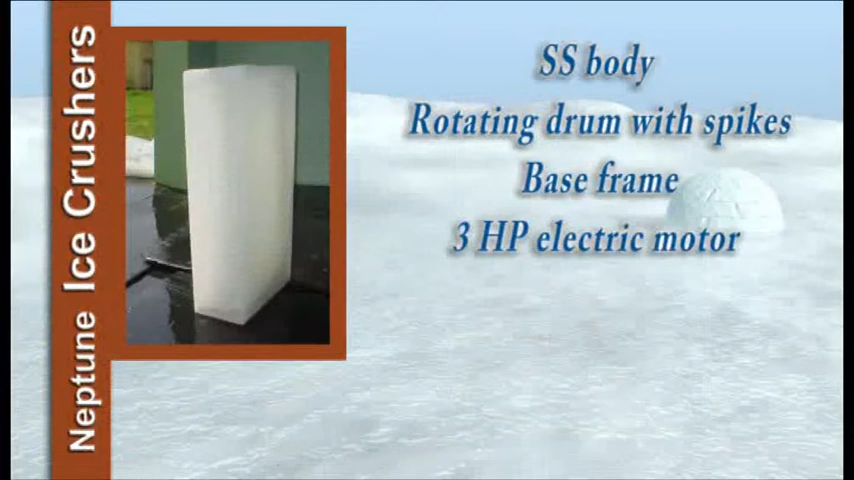 Neptune Ice Crushers
SS body
Rotating drum with spikes
Base frame
3 HP electric motor